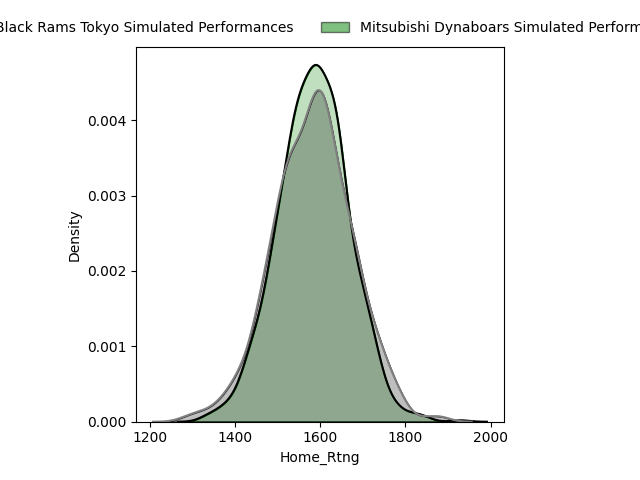 Black Rams Tokyo Simulated Performances Mitsubishi Dynaboars Simulated Perform
0.004
0.003
0.002
0.001
0.000
Density
1200 1400 1600 1800 2000
Home_Rtng